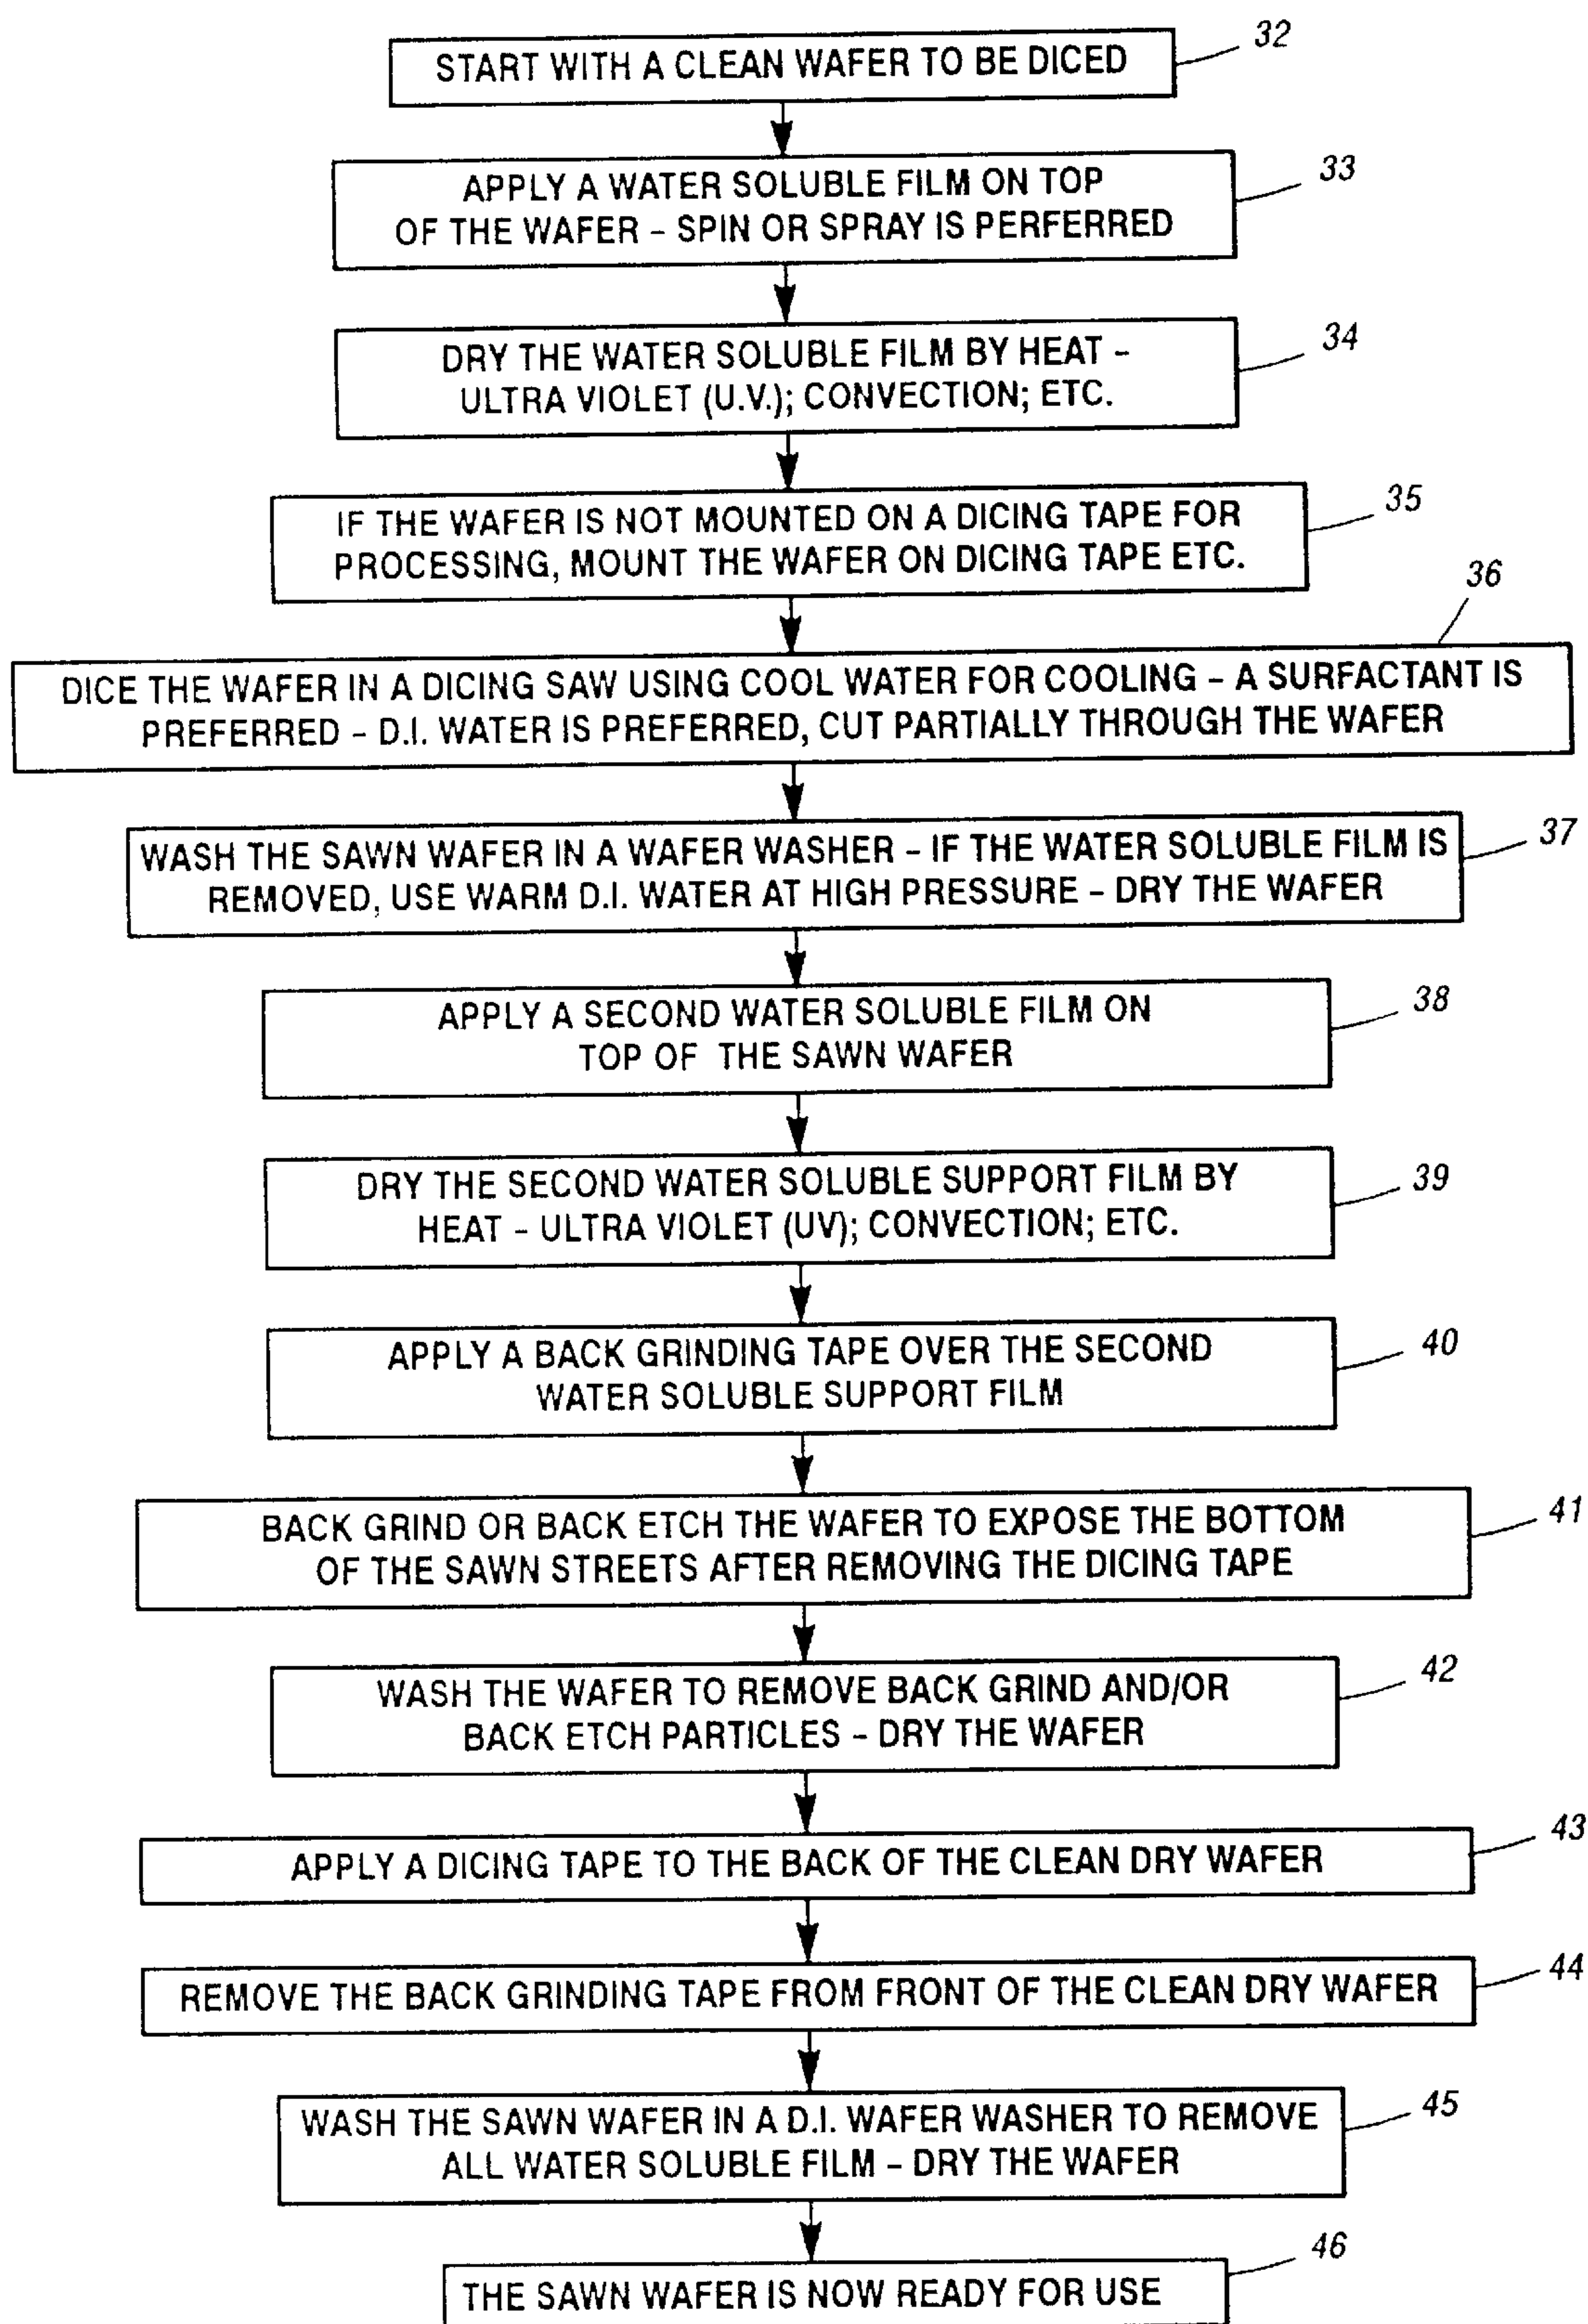 START WITH A CLEAN WAFER TO BE DICED
32
APPLY A WATER SOLUBLE FILM ON TOP
OF THE WAFER – SPIN OR SPRAY IS PERFERRED
33
DRY THE WATER SOLUBLE FILM BY HEAT –
ULTRA VIOLET (U.V.); CONVECTION; ETC.
34
IF THE WAFER IS NOT MOUNTED ON A DICING TAPE FOR
PROCESSING, MOUNT THE WAFER ON DICING TAPE ETC.
35
36
DICE THE WAFER IN A DICING SAW USING COOL WATER FOR COOLING – A SURFACTANT IS
PREFERRED – D.I. WATER IS PREFERRED, CUT PARTIALLY THROUGH THE WAFER
WASH THE SAWN WAFER IN A WAFER WASHER – IF THE WATER SOLUBLE FILM IS
REMOVED, USE WARM D.I. WATER AT HIGH PRESSURE – DRY THE WAFER
37
APPLY A SECOND WATER SOLUBLE FILM ON
TOP OF THE SAWN WAFER
38
DRY THE SECOND WATER SOLUBLE SUPPORT FILM BY
HEAT – ULTRA VIOLET (UV); CONVECTION; ETC.
39
APPLY A BACK GRINDING TAPE OVER THE SECOND
WATER SOLUBLE SUPPORT FILM
40
BACK GRIND OR BACK ETCH THE WAFER TO EXPOSE THE BOTTOM
OF THE SAWN STREETS AFTER REMOVING THE DICING TAPE
41
WASH THE WAFER TO REMOVE BACK GRIND AND/OR
BACK ETCH PARTICLES – DRY THE WAFER
42
APPLY A DICING TAPE TO THE BACK OF THE CLEAN DRY WAFER
43
REMOVE THE BACK GRINDING TAPE FROM FRONT OF THE CLEAN DRY WAFER
44
WASH THE SAWN WAFER IN A D.I. WAFER WASHER TO REMOVE
ALL WATER SOLUBLE FILM – DRY THE WAFER
45
THE SAWN WAFER IS NOW READY FOR USE
46